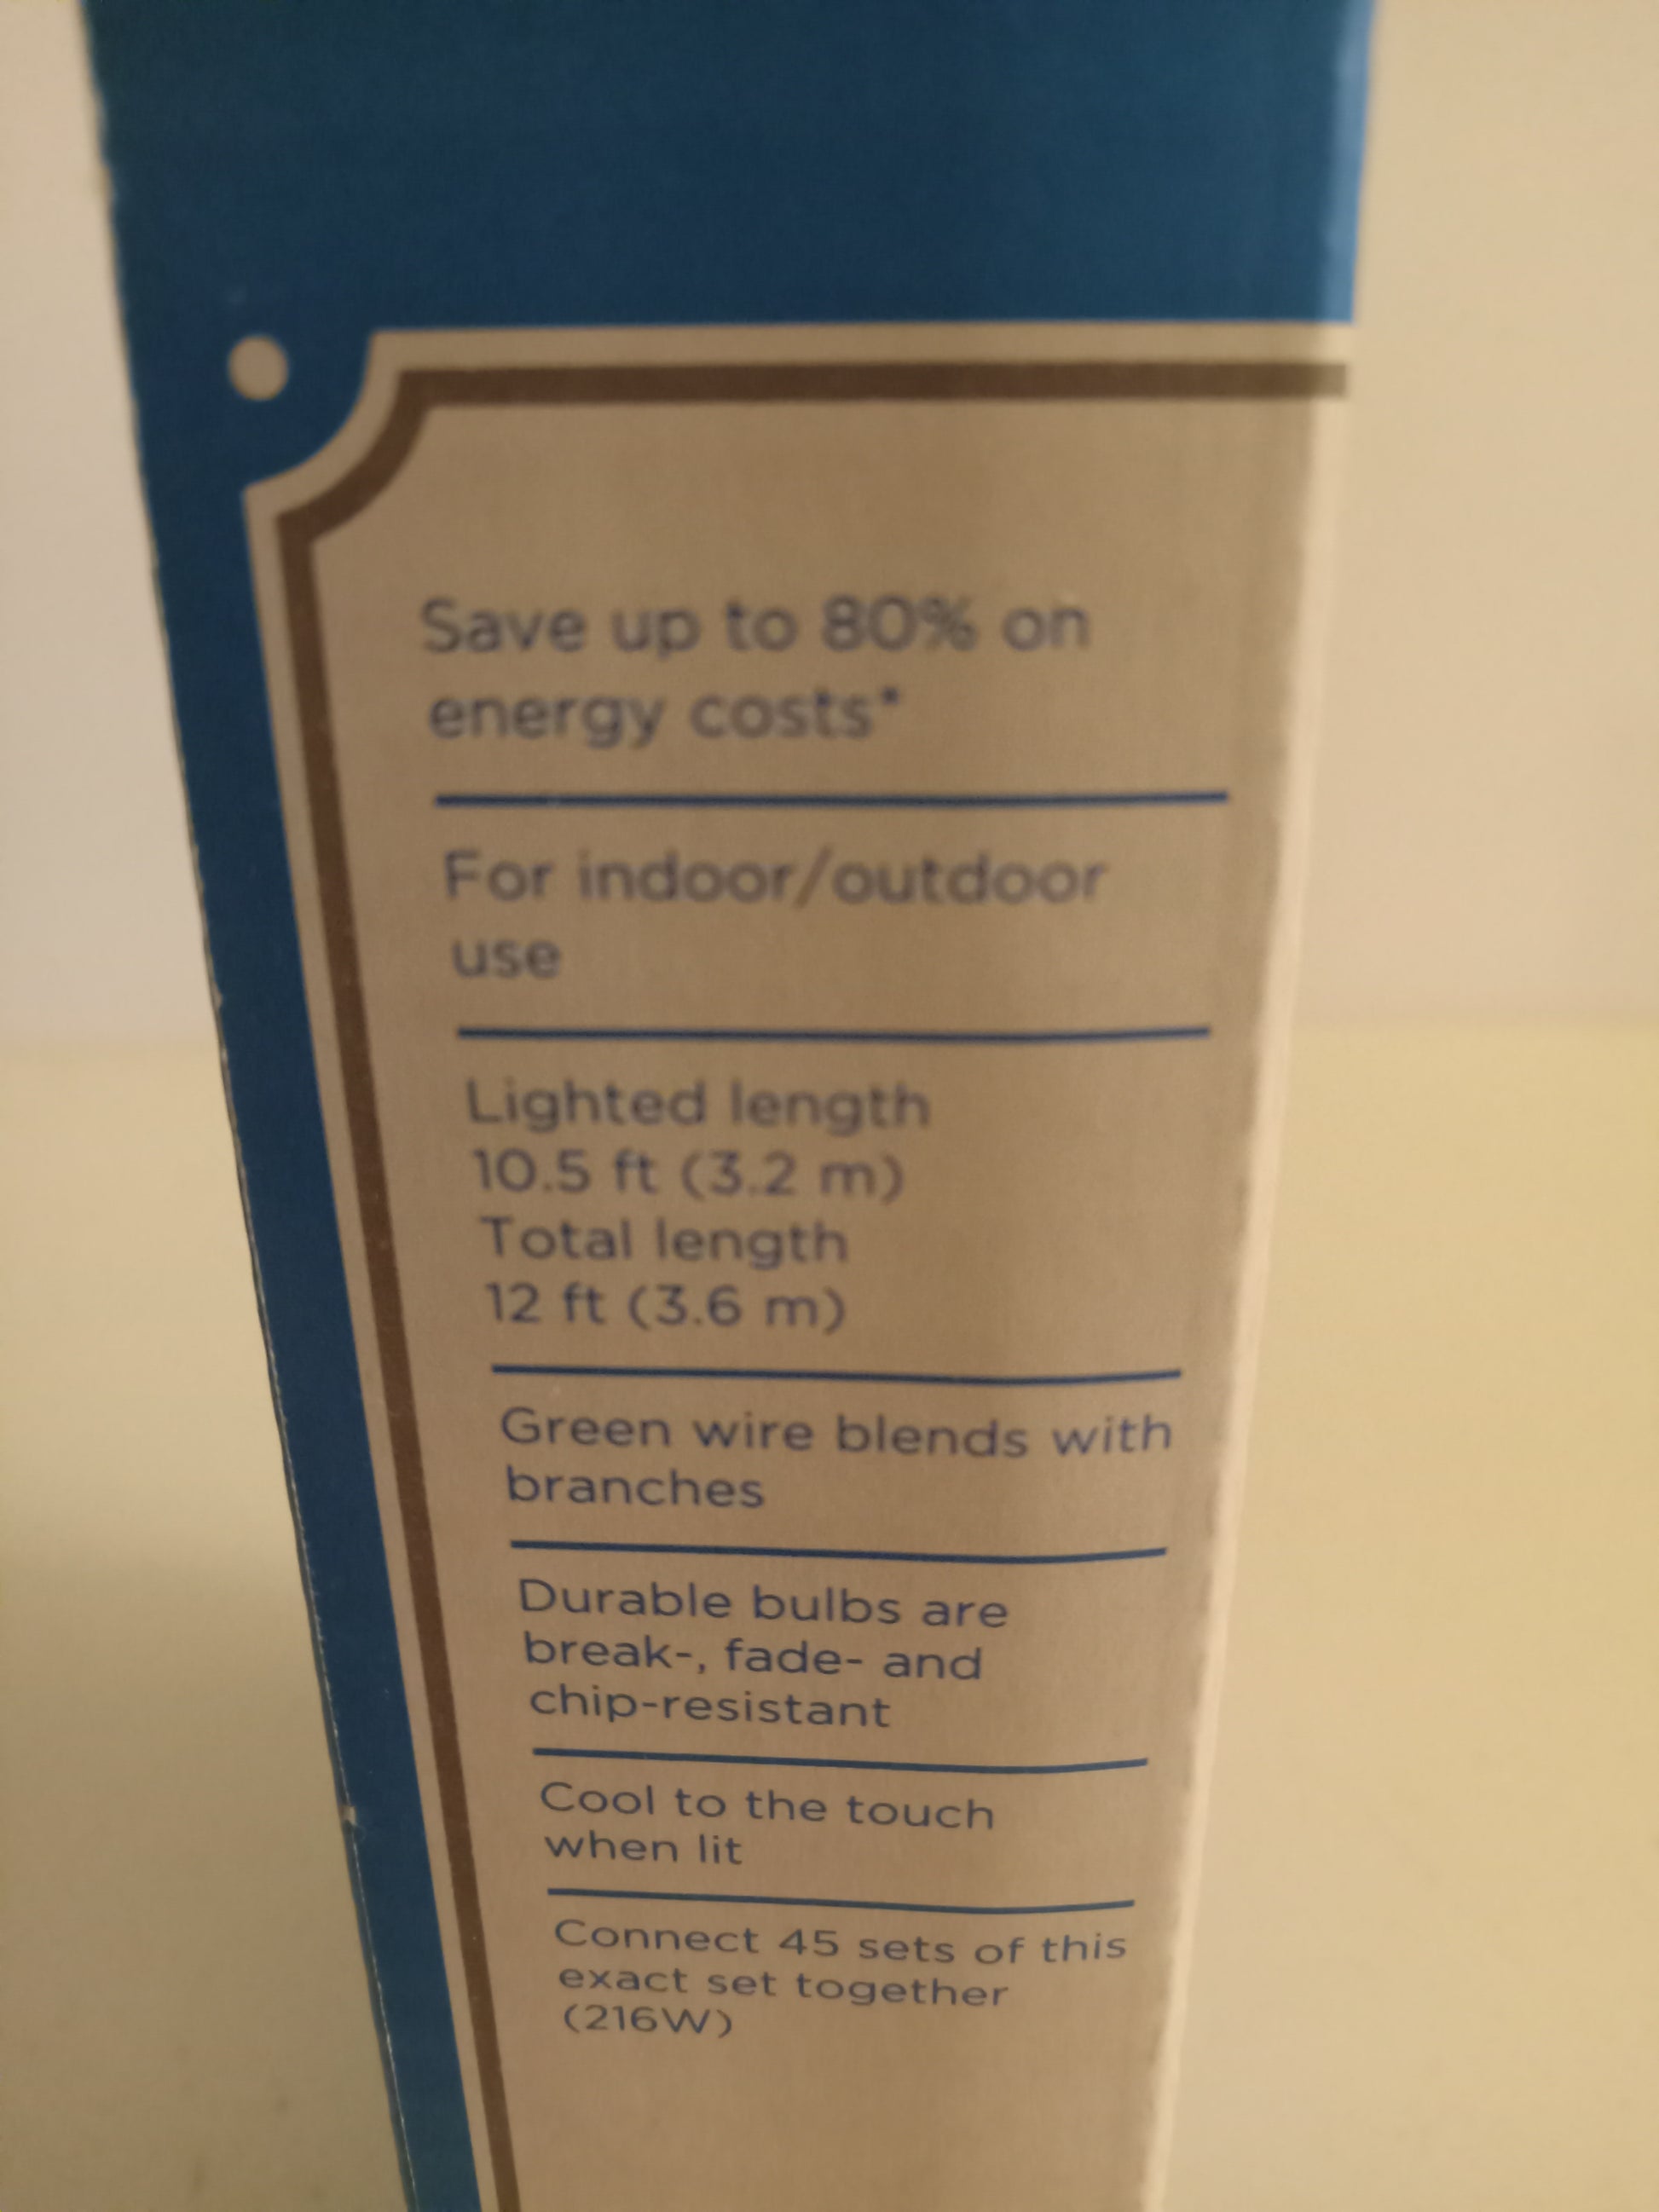 Save up to 80% on
energy costs*
For indoor/outdoor
use
Lighted length
10.5 ft (3.2 m)
Total length
12 ft (3.6 m)
Green wire blends with
branches
Durable bulbs are
break-, fade- and
chip-resistant
Cool to the touch
when lit
Connect 45 sets of this
exact set together
(216W)